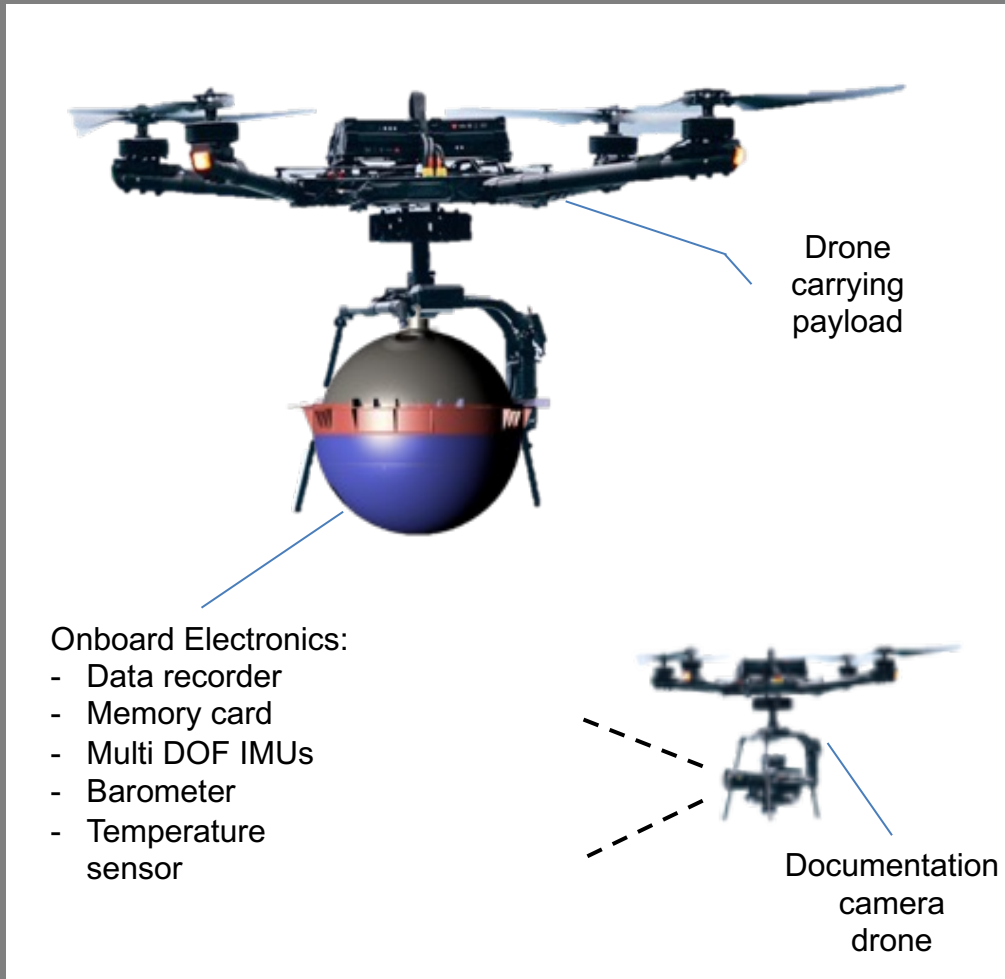 Drone
carrying
payload
Onboard Electronics:
- Data recorder
- Memory card
- Multi DOF IMUs
- Barometer
- Temperature
sensor
Documentation
camera
drone